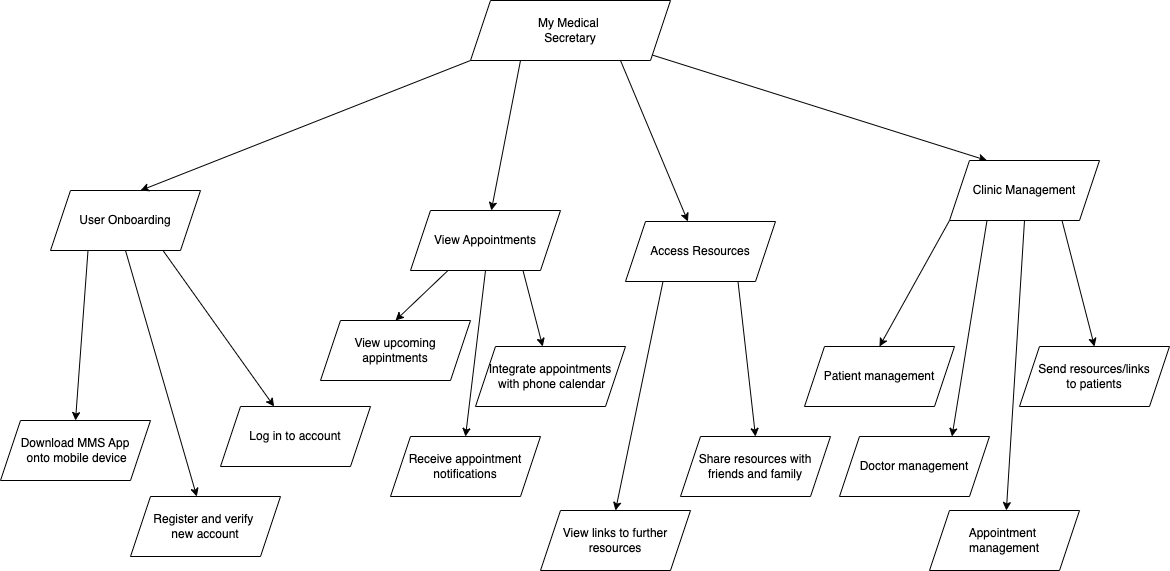 My Medical
Secretary
User Onboarding
View Appointments
Access Resources
Clinic Management
Download MMS App
onto mobile device
Register and verify
new account
Log in to account
View upcoming
appintments
Receive appointment
notifications
Integrate appointments
with phone calendar
View links to further
resources
Share resources with
friends and family
Patient management
Doctor management
Appointment
management
Send resources/links
to patients